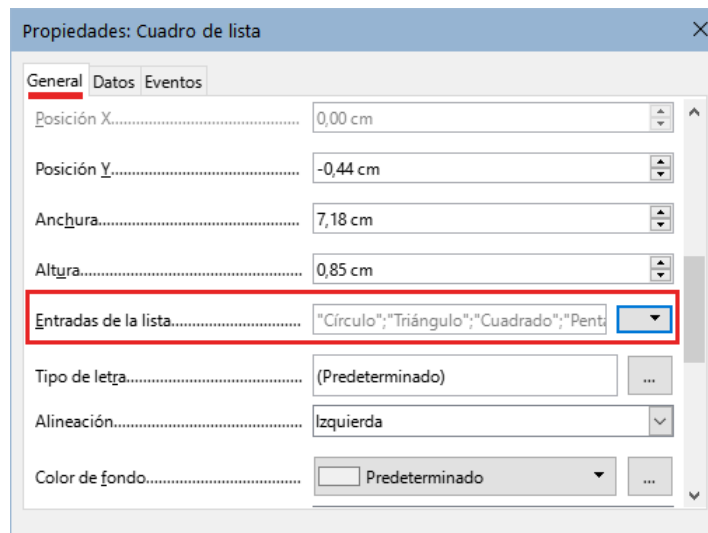 Propiedades: Cuadro de lista
General Datos Eventos
Posición X............................................. 0,00 cm
Posición Y............................................. -0,44 cm
Anchura................................................ 7,18 cm
Altura..................................................... 0,85 cm
Entradas de la lista............................... "Círculo";"Triángulo";"Cuadrado";"Penta
Tipo de letra.......................................... (Predeterminado) ...
Alineación............................................. Izquierda
Color de fondo..................................... Predeterminado ...